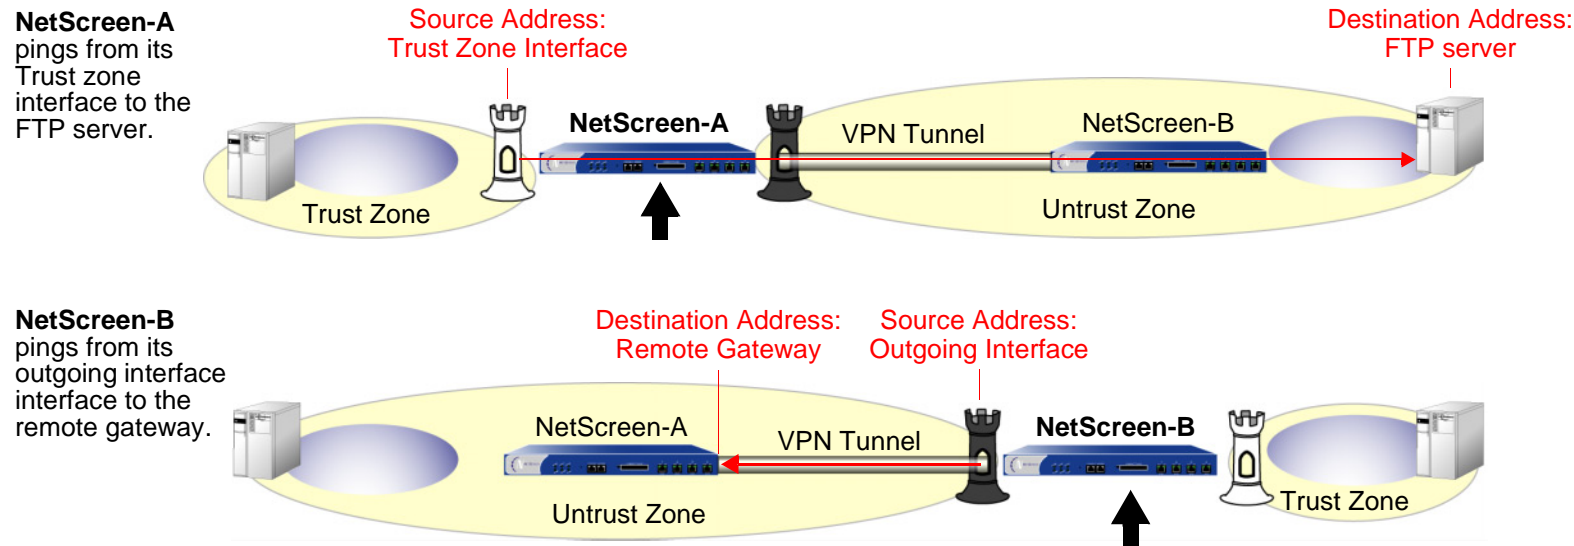 NetScreen-A
pings from its
Trust zone
interface to the
FTP server.
Source Address:
Trust Zone Interface
Destination Address:
FTP server
NetScreen-A
VPN Tunnel
NetScreen-B
Trust Zone
Untrust Zone
NetScreen-B
pings from its
outgoing interface
interface to the
remote gateway.
Destination Address:
Remote Gateway
Source Address:
Outgoing Interface
NetScreen-A
VPN Tunnel
NetScreen-B
Untrust Zone
Trust Zone